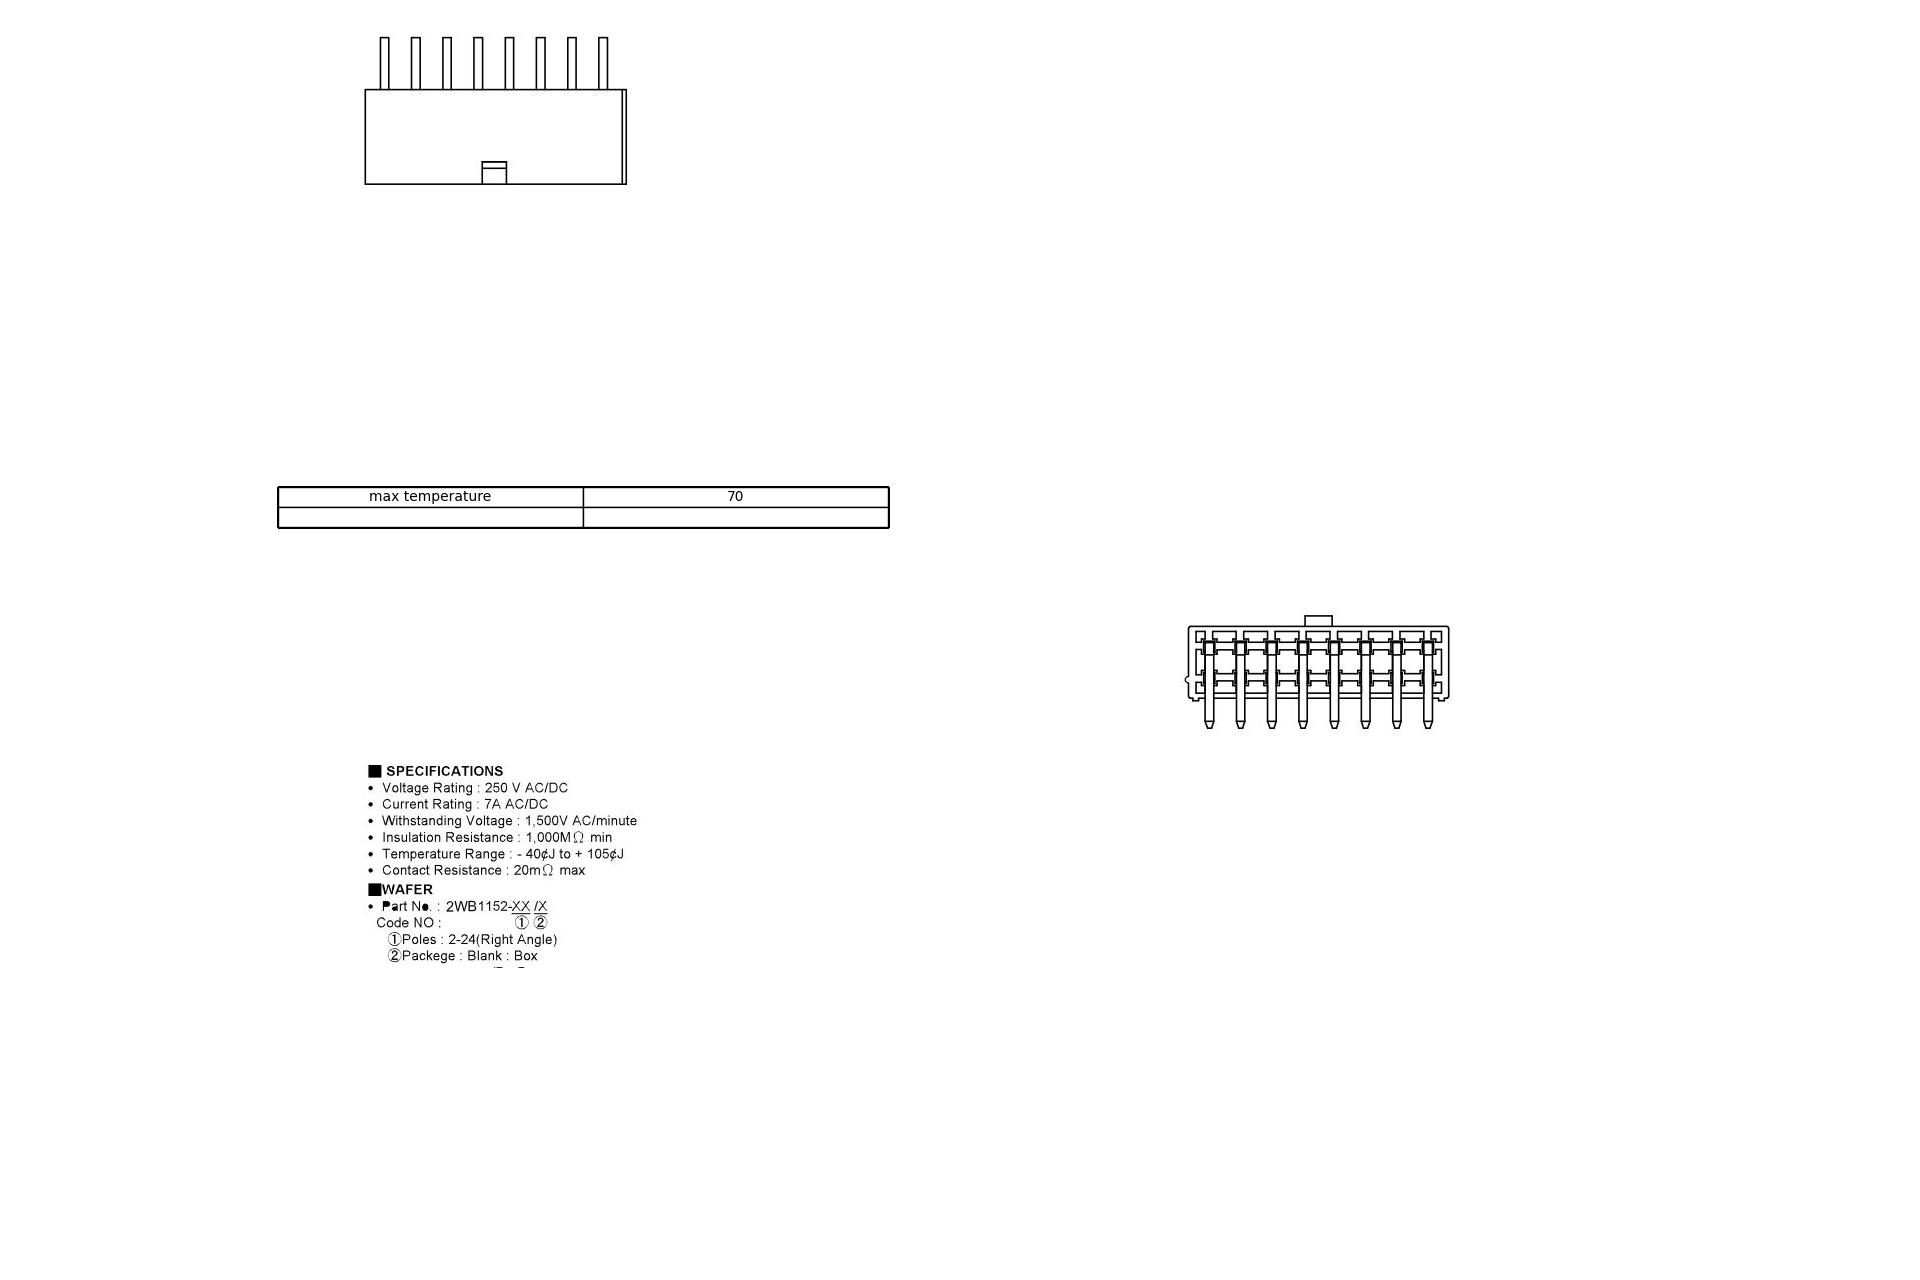 max temperature 70
■ SPECIFICATIONS
• Voltage Rating : 250 V AC/DC
• Current Rating : 7A AC/DC
• Withstanding Voltage : 1,500V AC/minute
• Insulation Resistance : 1,000MΩ min
• Temperature Range : - 40¢J to + 105¢J
• Contact Resistance : 20mΩ max
■WAFER
• Part No. : 2WB1152-XX /X
Code NO : ① ②
①Poles : 2-24(Right Angle)
②Packege : Blank : Box